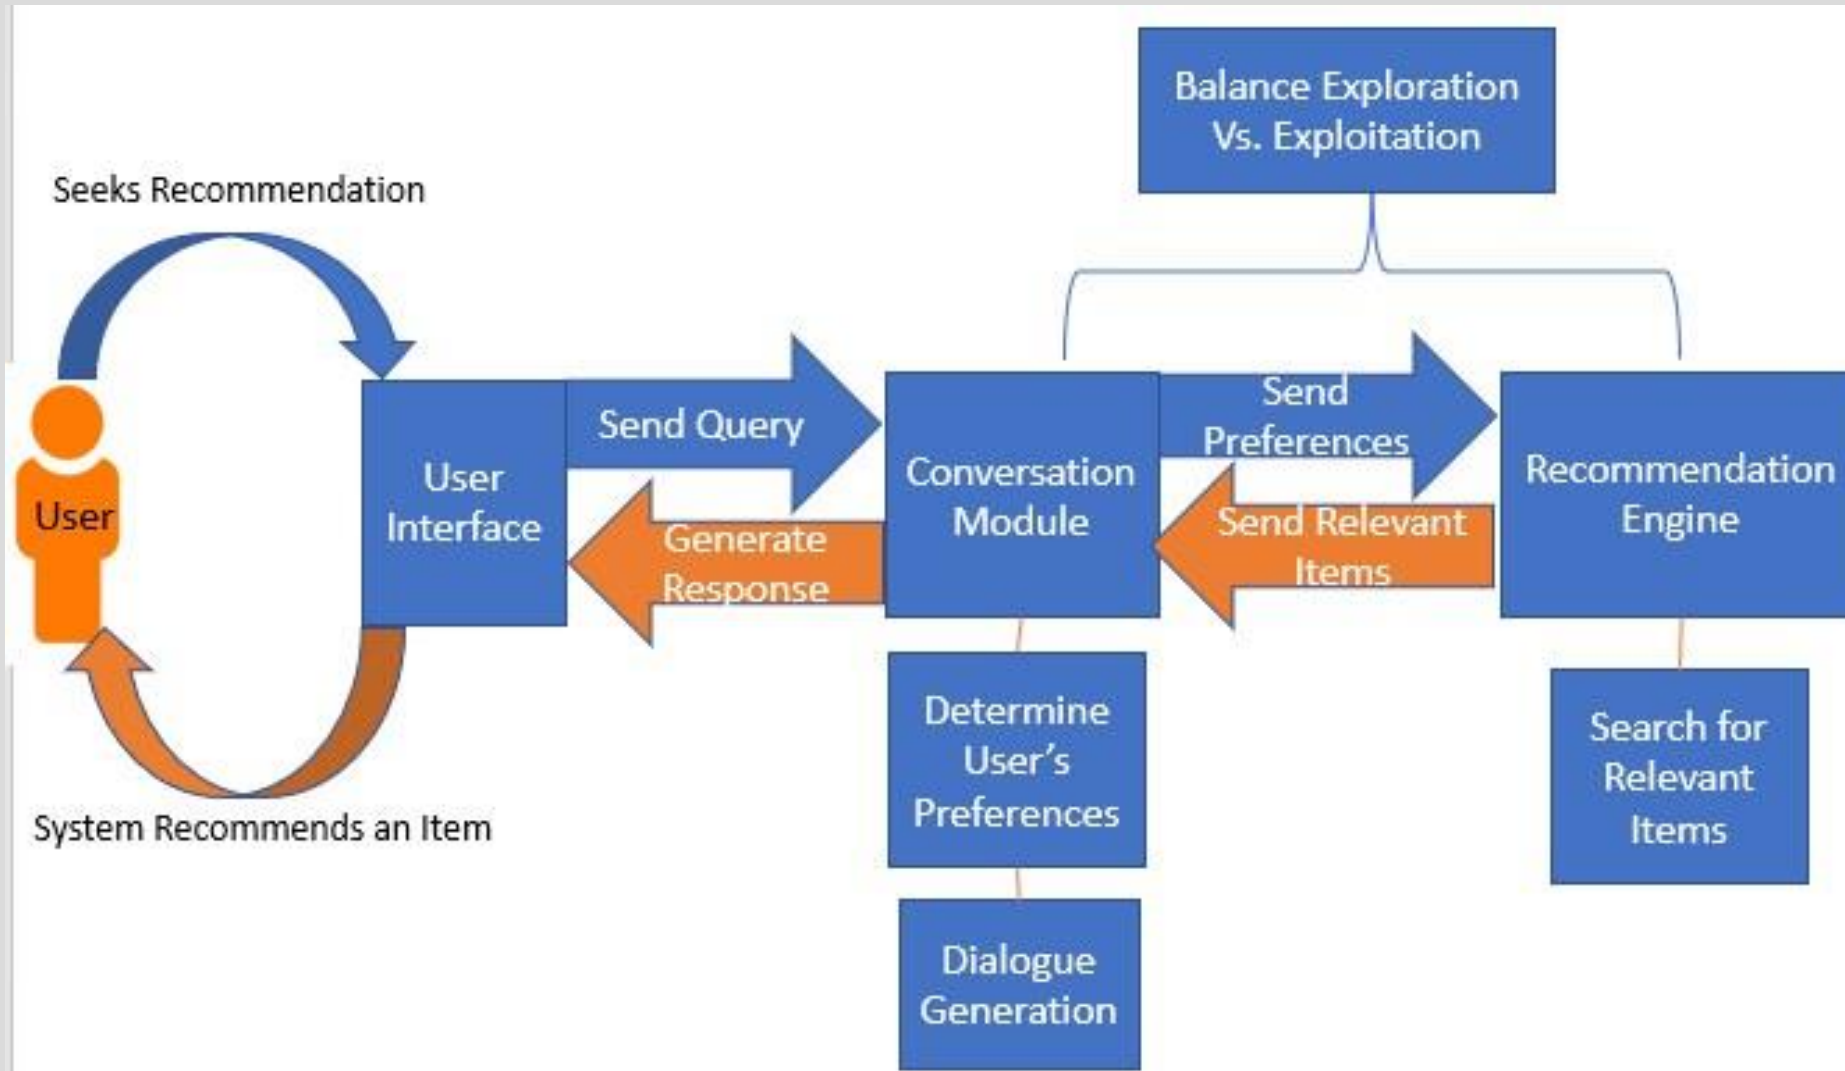 Balance Exploration
Vs. Exploitation
Seeks Recommendation
User
User
Interface
Send Query
Generate
Response
Conversation
Module
Send
Preferences
Send Relevant
Items
Recommendation
Engine
Determine
User’s
Preferences
Dialogue
Generation
Search for
Relevant
Items
System Recommends an Item